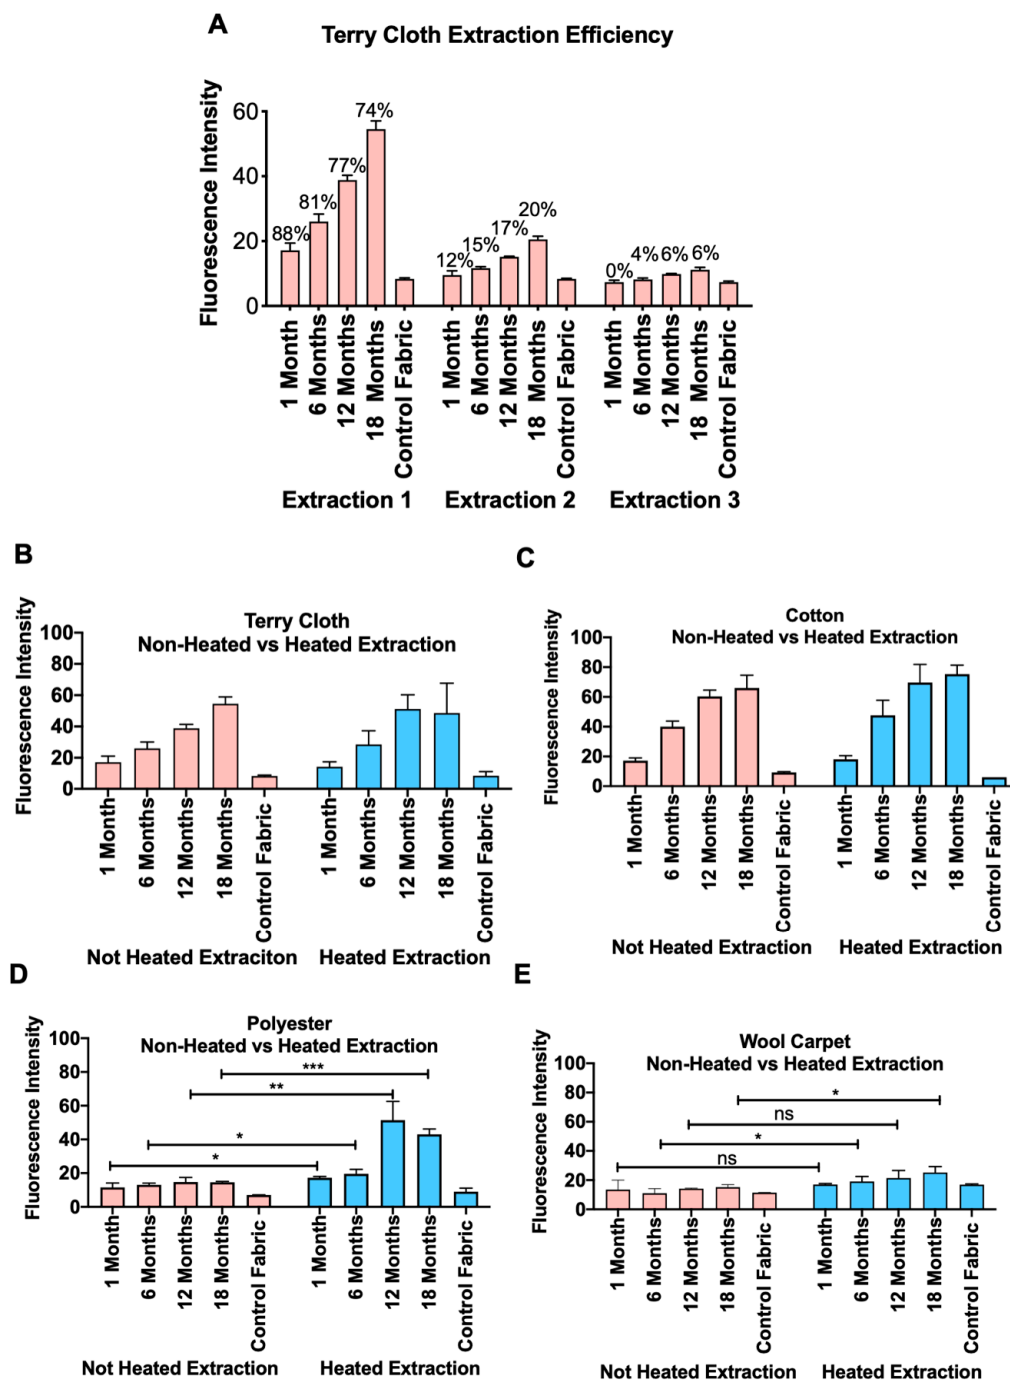 A
Terry Cloth Extraction Efficiency
Fluorescence Intensity
60
40
20
0
88%
81%
77%
74%
12%
15%
17%
20%
0%
4%
6%
6%
1 Month
6 Months
12 Months
18 Months
Control Fabric
1 Month
6 Months
12 Months
18 Months
Control Fabric
1 Month
6 Months
12 Months
18 Months
Control Fabric
Extraction 1
Extraction 2
Extraction 3
B
Terry Cloth
Non-Heated vs Heated Extraction
Fluorescence Intensity
100
80
60
40
20
0
1 Month
6 Months
12 Months
18 Months
Control Fabric
1 Month
6 Months
12 Months
18 Months
Control Fabric
Not Heated Extraciton
Heated Extraction
C
Cotton
Non-Heated vs Heated Extraction
Fluorescence Intensity
100
80
60
40
20
0
1 Month
6 Months
12 Months
18 Months
Control Fabric
1 Month
6 Months
12 Months
18 Months
Control Fabric
Not Heated Extraction
Heated Extraction
D
Polyester
Non-Heated vs Heated Extraction
Fluorescence Intensity
100
80
60
40
20
0
***
**
*
*
1 Month
6 Months
12 Months
18 Months
Control Fabric
1 Month
6 Months
12 Months
18 Months
Control Fabric
Not Heated Extraction
Heated Extraction
E
Wool Carpet
Non-Heated vs Heated Extraction
Fluorescence Intensity
100
80
60
40
20
0
*
ns
*
ns
1 Month
6 Months
12 Months
18 Months
Control Fabric
1 Month
6 Months
12 Months
18 Months
Control Fabric
Not Heated Extraction
Heated Extraction